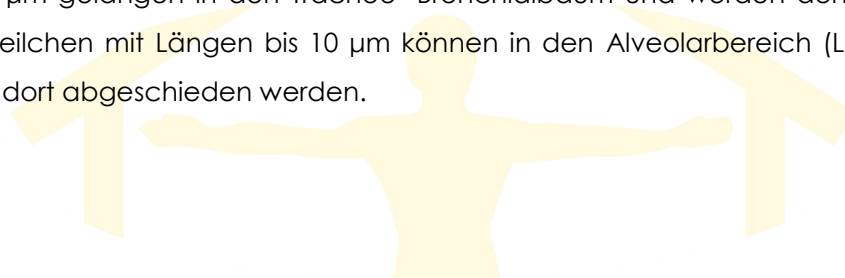 µm gelangen in den Tracheo- Bronchialbaum und werden
eilchen mit Längen bis 10 µm können in den Alveolarbereich (L
dort abgeschieden werden.